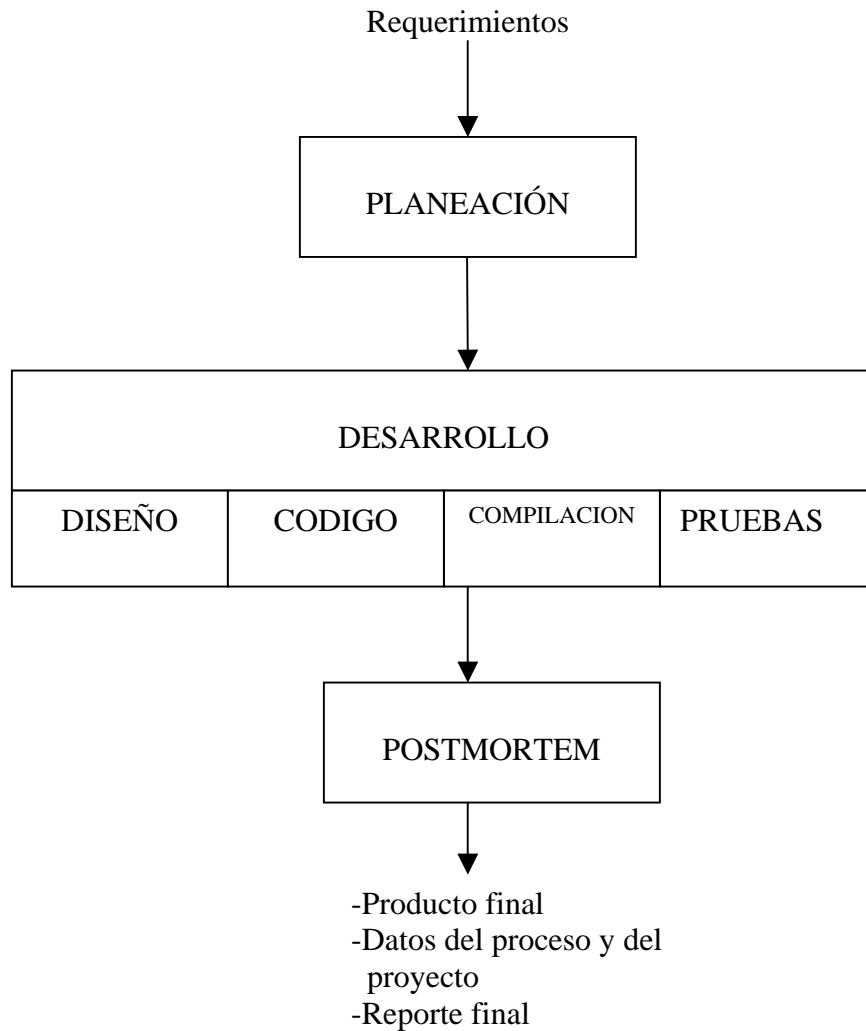 Requerimientos
PLANEACIÓN
DESARROLLO
DISEÑO CODIGO COMPILACION PRUEBAS
POSTMORTEM
-Producto final
-Datos del proceso y del
proyecto
-Reporte final